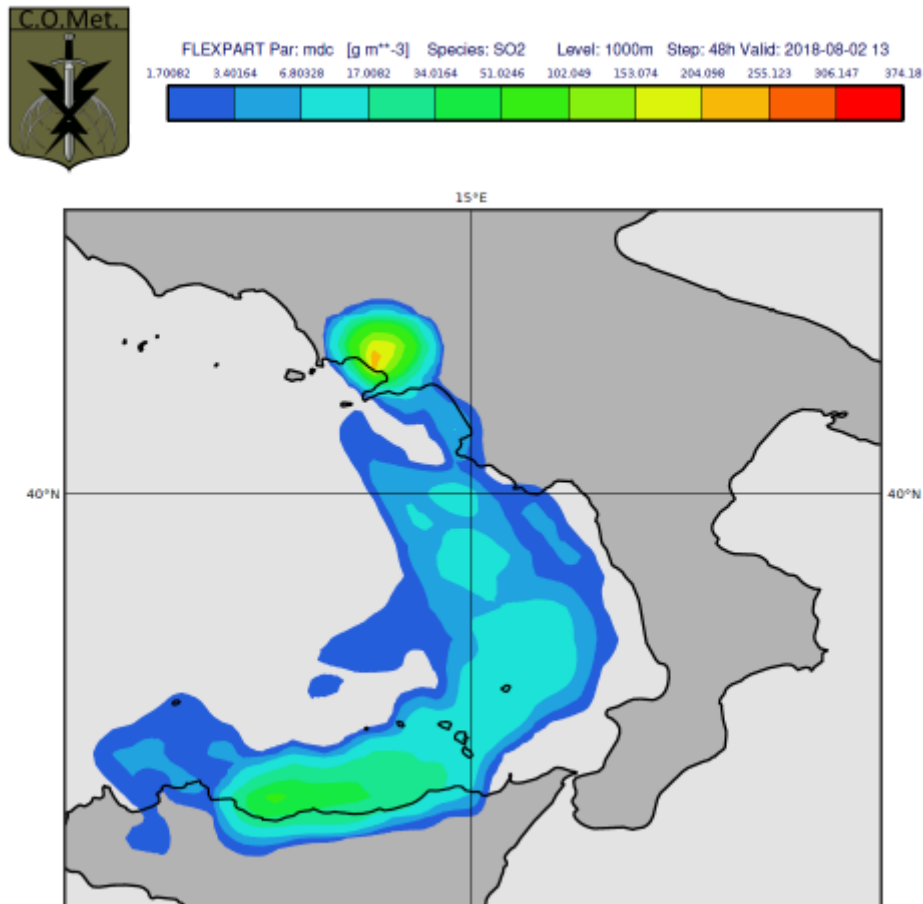 C.O.Met.
FLEXPART Par: mdc [g m**-3] Species: SO2 Level: 1000m Step: 48h Valid: 2018-08-02 13
1.70082 3.40164 6.80328 17.0082 34.0164 51.0246 102.049 153.074 204.098 255.123 306.147 374.18
15°E
40°N 40°N